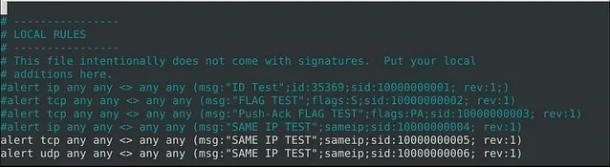 # ----------------
# LOCAL RULES
# ----------------
# This file intentionally does not come with signatures.  Put your local
# additions here.
#alert ip any any <> any any (msg:"ID Test";id:35369;sid:10000000001; rev:1;)
#alert tcp any any <> any any (msg:"FLAG TEST";flags:S;sid:10000000002; rev:1)
#alert tcp any any <> any any (msg:"Push-Ack FLAG TEST";flags:PA;sid:10000000003; rev:1)
#alert ip any any <> any any (msg:"SAME IP TEST";sameip;sid:10000000004; rev:1)
alert tcp any any <> any any (msg:"SAME IP TEST";sameip;sid:10000000005; rev:1)
alert udp any any <> any any (msg:"SAME IP TEST";sameip;sid:10000000006; rev:1)